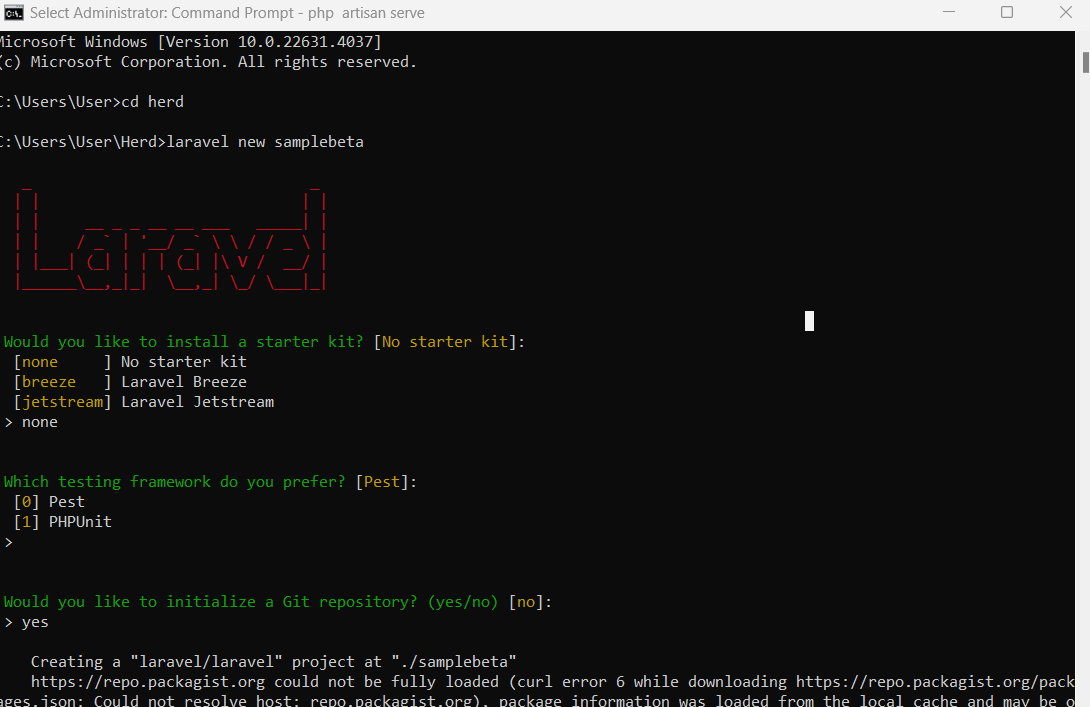 Select Administrator: Command Prompt - php artisan serve
Microsoft Windows [Version 10.0.22631.4037]
(c) Microsoft Corporation. All rights reserved.
C:\Users\User>cd herd
C:\Users\User\Herd>laravel new samplebeta
Laravel
Would you like to install a starter kit? [No starter kit]:
[none     ] No starter kit
[breeze   ] Laravel Breeze
[jetstream] Laravel Jetstream
> none
Which testing framework do you prefer? [Pest]:
[0] Pest
[1] PHPUnit
>
Would you like to initialize a Git repository? (yes/no) [no]:
> yes
Creating a "laravel/laravel" project at "./samplebeta"
https://repo.packagist.org could not be fully loaded (curl error 6 while downloading https://repo.packagist.org/pack
ages.json: Could not resolve host: repo.packagist.org), package information was loaded from the local cache and may be o